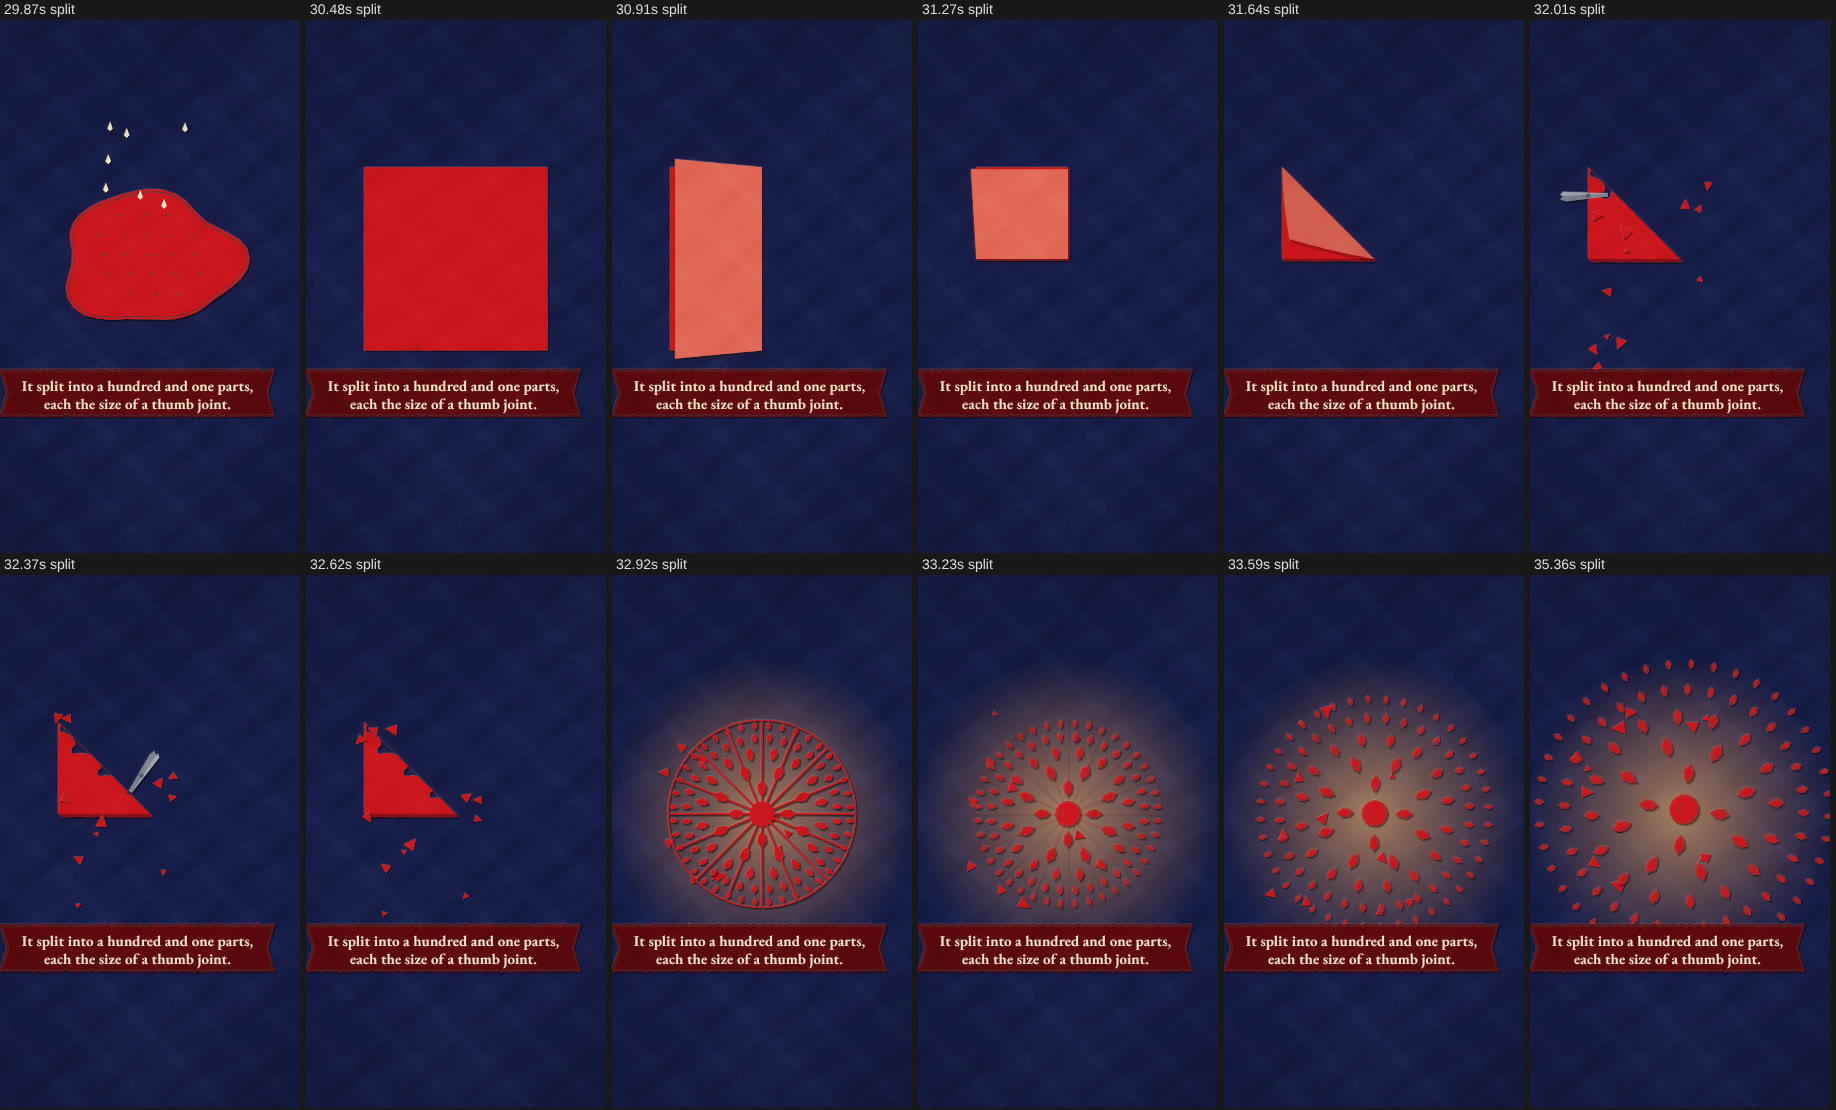 29.87s split
30.48s split
30.91s split
31.27s split
31.64s split
32.01s split
It split into a hundred and one parts,
each the size of a thumb joint.
It split into a hundred and one parts,
each the size of a thumb joint.
It split into a hundred and one parts,
each the size of a thumb joint.
It split into a hundred and one parts,
each the size of a thumb joint.
It split into a hundred and one parts,
each the size of a thumb joint.
It split into a hundred and one parts,
each the size of a thumb joint.
32.37s split
32.62s split
32.92s split
33.23s split
33.59s split
35.36s split
It split into a hundred and one parts,
each the size of a thumb joint.
It split into a hundred and one parts,
each the size of a thumb joint.
It split into a hundred and one parts,
each the size of a thumb joint.
It split into a hundred and one parts,
each the size of a thumb joint.
It split into a hundred and one parts,
each the size of a thumb joint.
It split into a hundred and one parts,
each the size of a thumb joint.